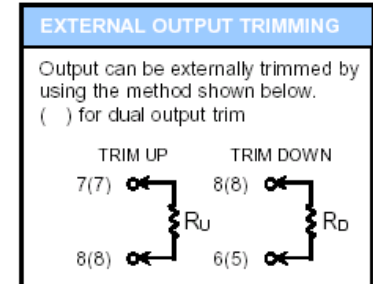 EXTERNAL OUTPUT TRIMMING
Output can be externally trimmed by
using the method shown below.
( ) for dual output trim
TRIM UP TRIM DOWN
7(7) 8(8)
RU RD
8(8) 6(5)